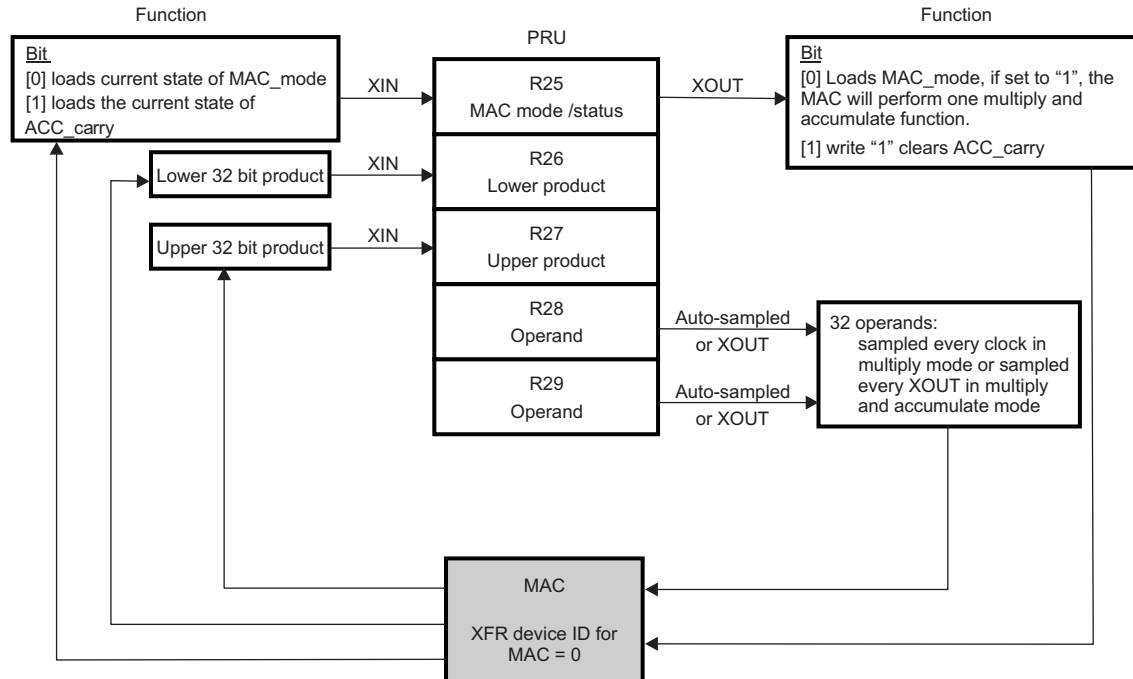 Function
Bit
[0] loads current state of MAC_mode
[1] loads the current state of
ACC_carry
Lower 32 bit product
Upper 32 bit product
XIN
XIN
XIN
PRU
R25
MAC mode /status
R26
Lower product
R27
Upper product
R28
Operand
R29
Operand
XOUT
Auto-sampled
or XOUT
Auto-sampled
or XOUT
Function
Bit
[0] Loads MAC_mode, if set to “1”, the
MAC will perform one multiply and
accumulate function.
[1] write “1” clears ACC_carry
32 operands:
sampled every clock in
multiply mode or sampled
every XOUT in multiply
and accumulate mode
MAC
XFR device ID for
MAC = 0